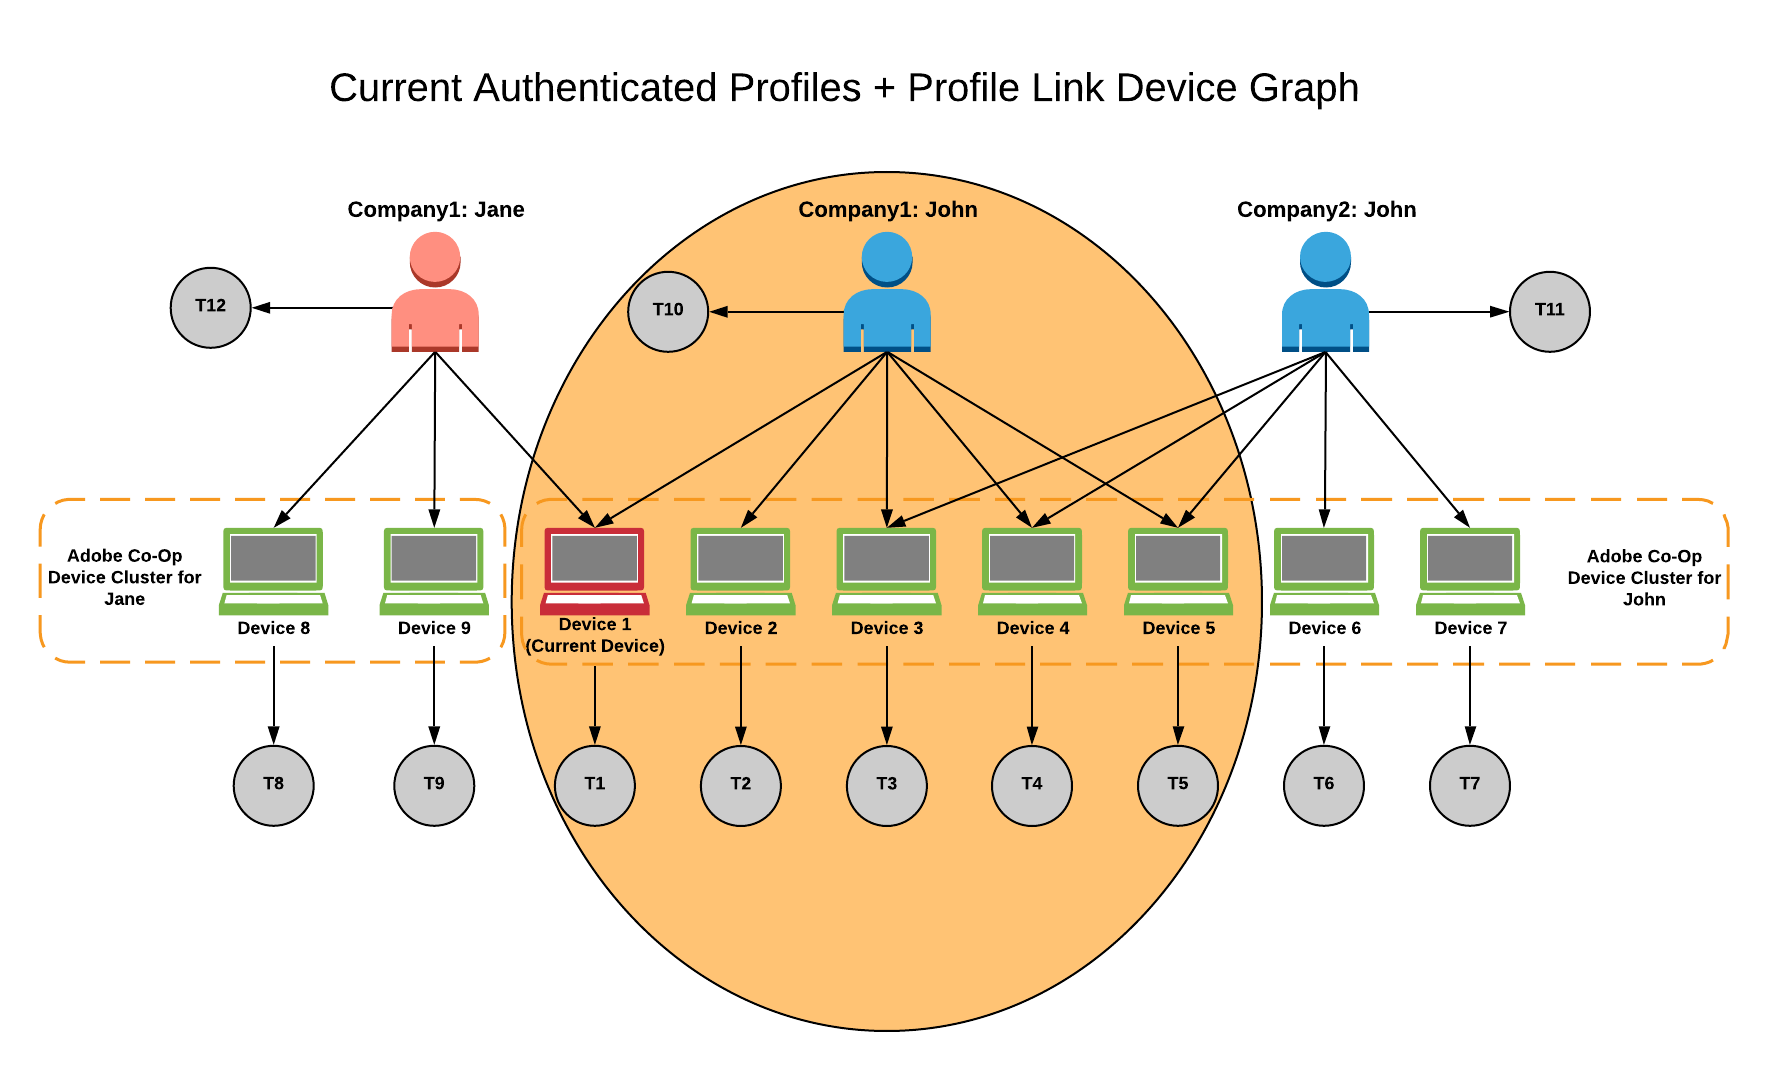 Current Authenticated Profiles + Profile Link Device Graph
Company1: Jane
Company1: John
Company2: John
T12
T10
T11
Adobe Co-Op
Device Cluster for
Jane
Adobe Co-Op
Device Cluster for
John
Device 8
Device 9
Device 1
(Current Device)
Device 2
Device 3
Device 4
Device 5
Device 6
Device 7
T8
T9
T1
T2
T3
T4
T5
T6
T7